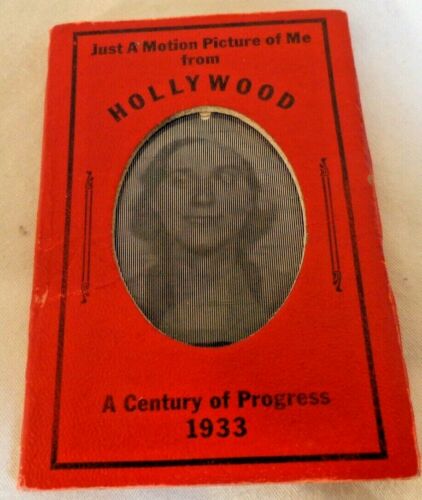 Just A Motion Picture of Me
from
HOLLYWOOD
A Century of Progress
1933